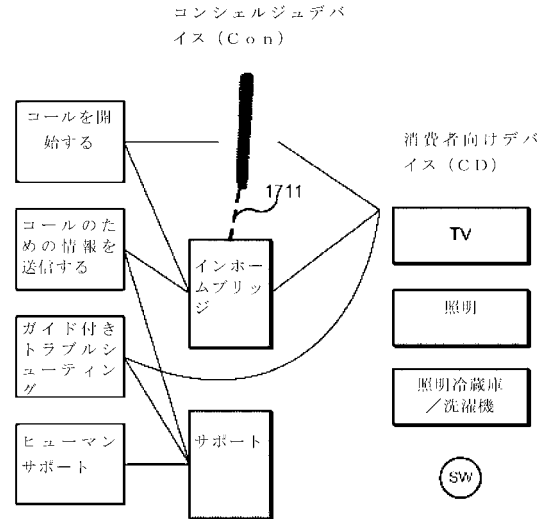 コンシェルジュデバ
イス（Ｃｏｎ）
コールを開
始する
消費者向けデバ
イス（CD）
1711
コールのた
めの情報を
送信する
インホー
ムブリッ
ジ
TV
照明
ガイド付き
トラブルシ
ューティン
グ
照明冷蔵庫
／洗濯機
ヒューマン
サポート
サポート
SW